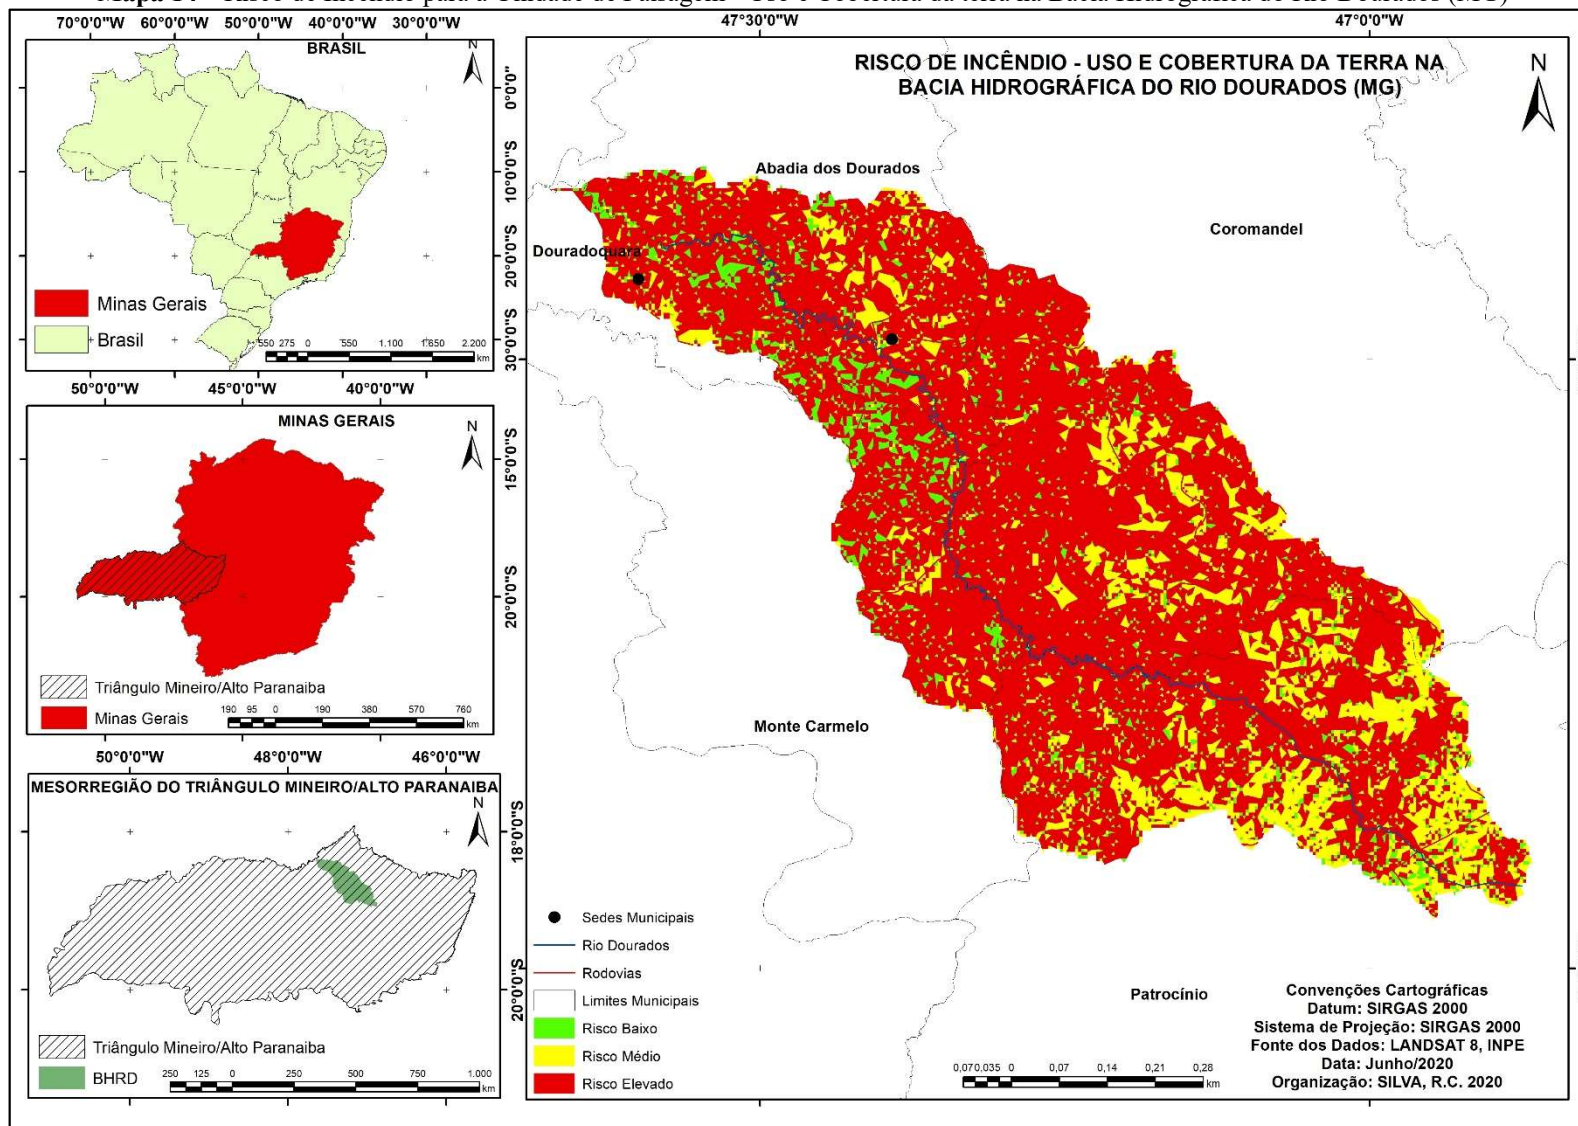 70°0'0"W 60°0'0"W 50°0'0"W 40°0'0"W 30°0'0"W
BRASIL
N
0°0'0"
10°0'0"S
20°0'0"S
30°0'0"S
Minas Gerais
Brasil
550 275 0 550 1.100 1.650 2.200
km
50°0'0"W 45°0'0"W 40°0'0"W
MINAS GERAIS
N
15°0'0"S
20°0'0"S
Triângulo Mineiro/Alto Paranaiba
Minas Gerais
190 95 0 190 380 570 760
km
50°0'0"W 48°0'0"W 46°0'0"W
MESORREGIÃO DO TRIÂNGULO MINEIRO/ALTO PARANAIBA
N
18°0'0"S
20°0'0"S
Triângulo Mineiro/Alto Paranaiba
BHRD
250 125 0 250 500 750 1.000
km
47°30'0"W 47°0'0"W
RISCO DE INCÊNDIO - USO E COBERTURA DA TERRA NA
BACIA HIDROGRÁFICA DO RIO DOURADOS (MG)
N
Abadia dos Dourados
Coromandel
Douradoquara
Monte Carmelo
Patrocínio
Sedes Municipais
Rio Dourados
Rodovias
Limites Municipais
Risco Baixo
Risco Médio
Risco Elevado
0,07 0,035 0 0,07 0,14 0,21 0,28
km
Convenções Cartográficas
Datum: SIRGAS 2000
Sistema de Projeção: SIRGAS 2000
Fonte dos Dados: LANDSAT 8, INPE
Data: Junho/2020
Organização: SILVA, R.C. 2020